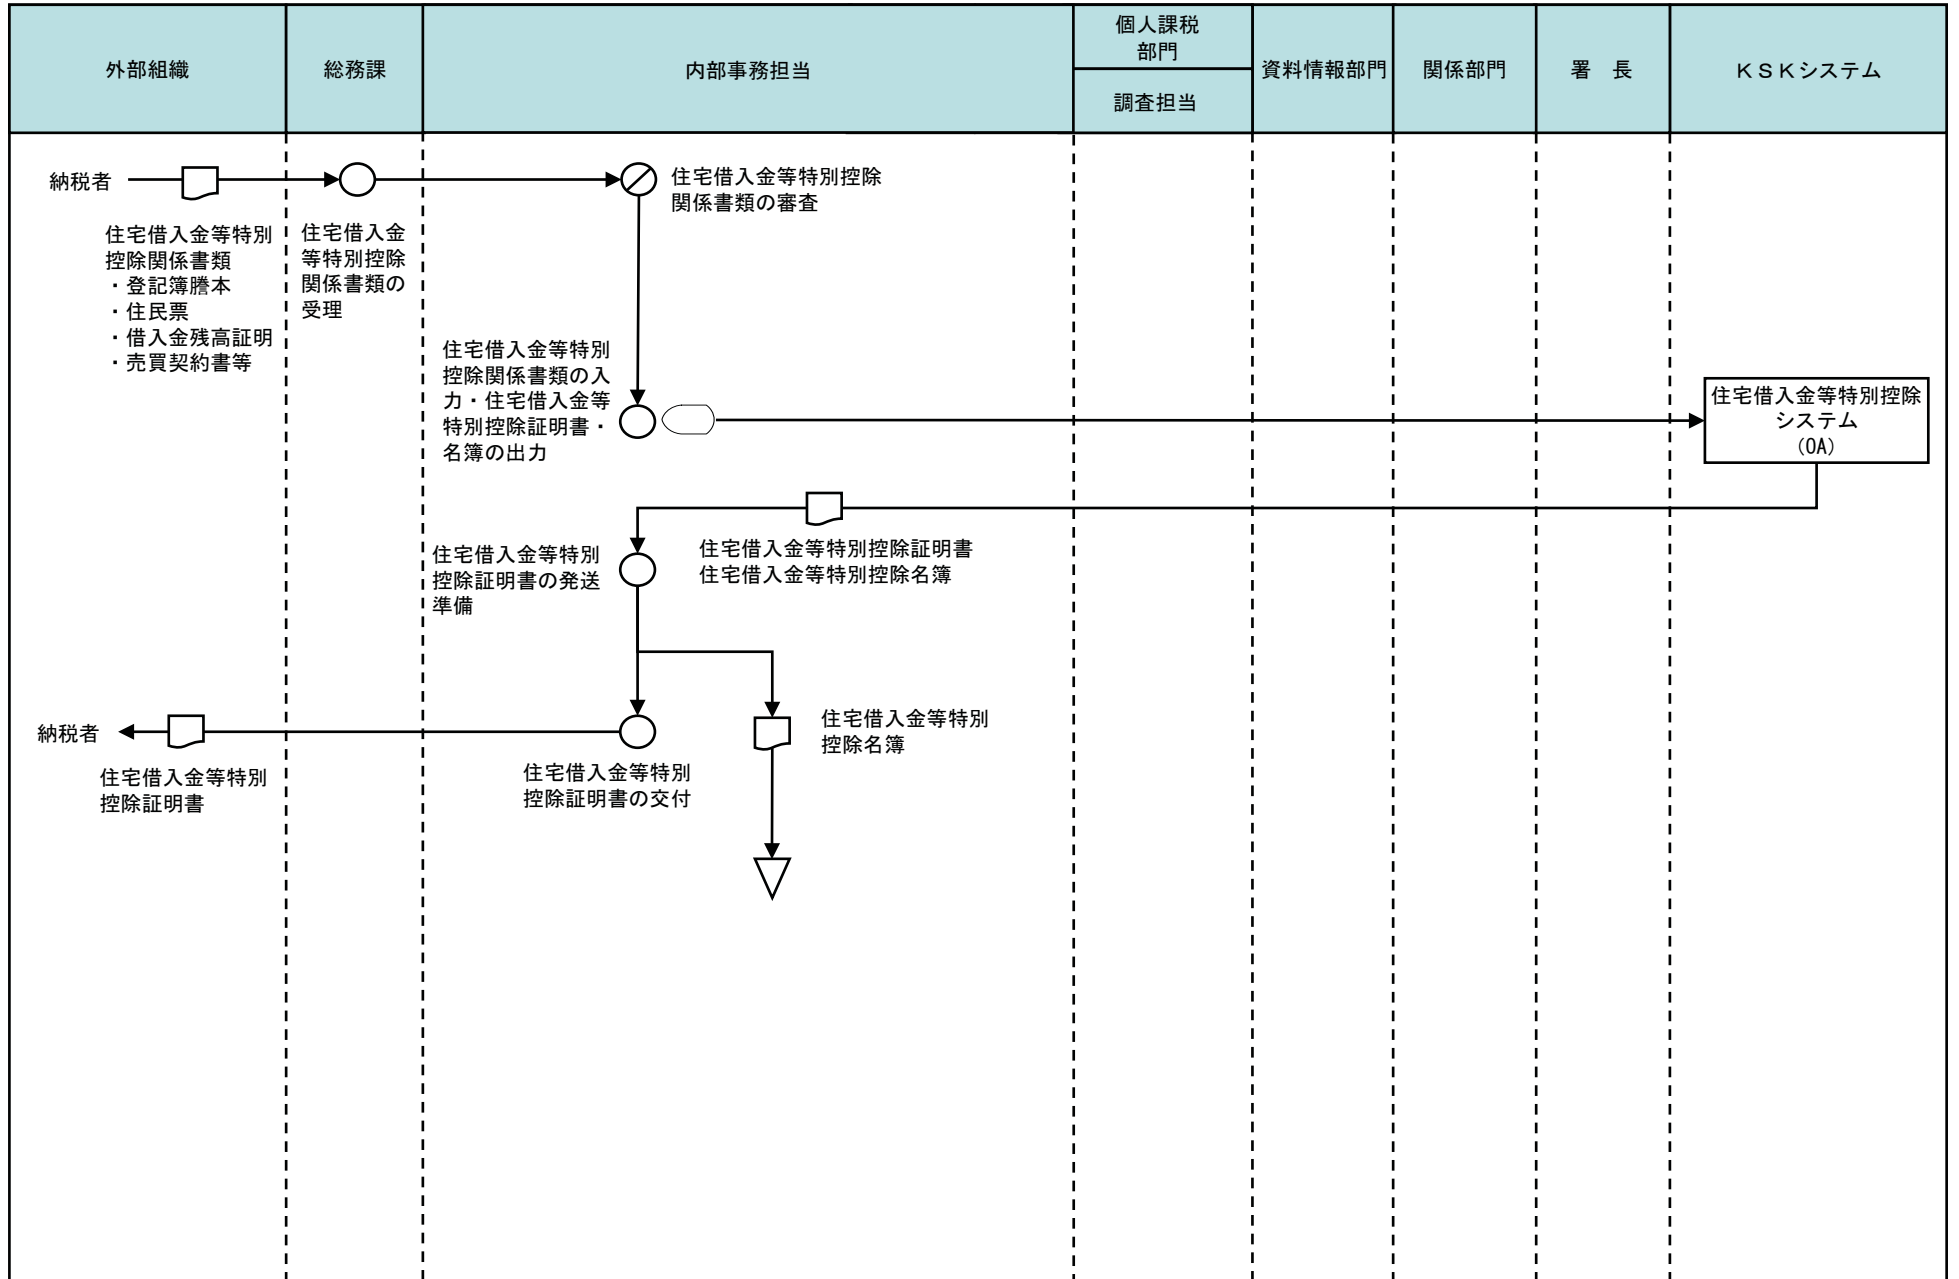 外部組織
総務課
内部事務担当
個人課税
部門
調査担当
資料情報部門
関係部門
署　長
ＫＳＫシステム
納税者
住宅借入金等特別
控除関係書類
・登記簿謄本
・住民票
・借入金残高証明
・売買契約書等
住宅借入金
等特別控除
関係書類の
受理
住宅借入金等特別控除
関係書類の審査
住宅借入金等特別
控除関係書類の入
力・住宅借入金等
特別控除証明書・
名簿の出力
住宅借入金等特別控除
システム
（OA）
住宅借入金等特別控除証明書
住宅借入金等特別控除名簿
住宅借入金等特別
控除証明書の発送
準備
納税者
住宅借入金等特別
控除証明書
住宅借入金等特別
控除証明書の交付
住宅借入金等特別
控除名簿